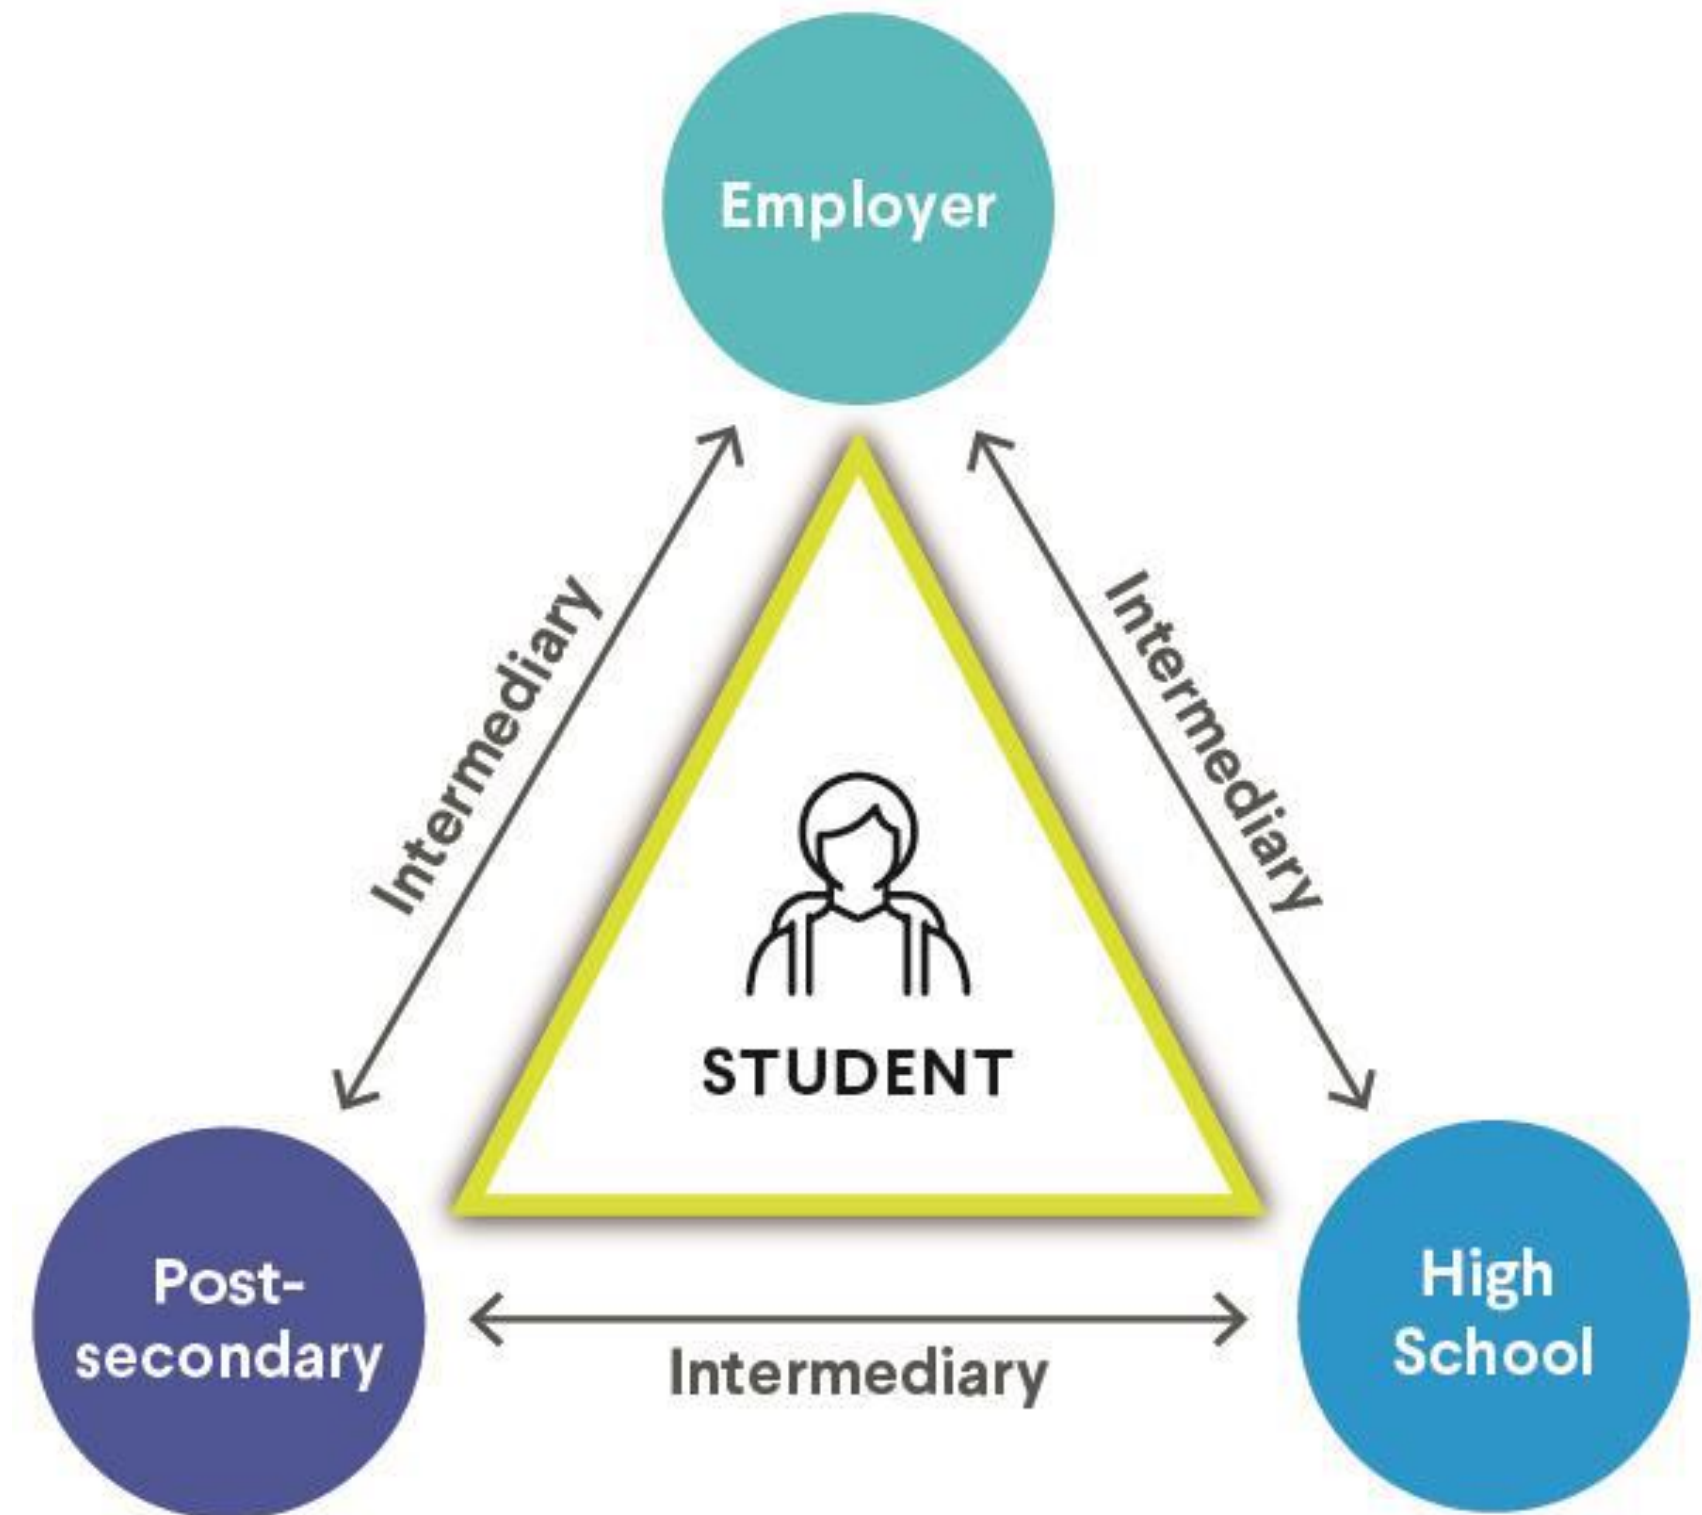 Employer
Intermediary
Intermediary
STUDENT
Post-
secondary
High
School
Intermediary